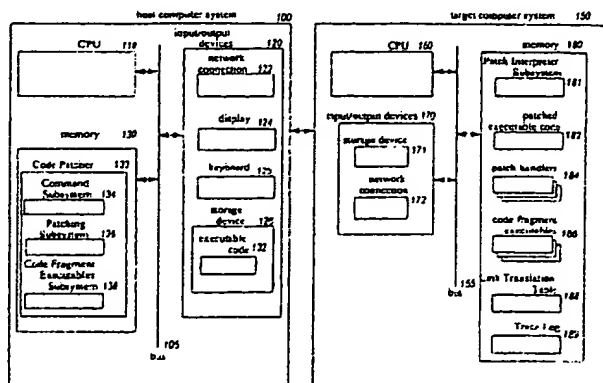 host computer system 100
CPU 110
input/output
devices 120
network
connection 122
display
124
keyboard
125
storage
device
executable
code 132
memory
130
Code Patcher 133
Command
Subsystem 134
Patching
Subsystem 136
Code Fragment
Executables
Subsystem 138
bus 105
target computer system 150
CPU 160
input/output devices 170
storage device
171
network
connection
172
bus 155
memory 180
Patch Interpreter
Subsystem
181
patched
executable code
182
patch handlers
184
code fragment
executables
186
Link Translation
Table
188
Trace Log
189